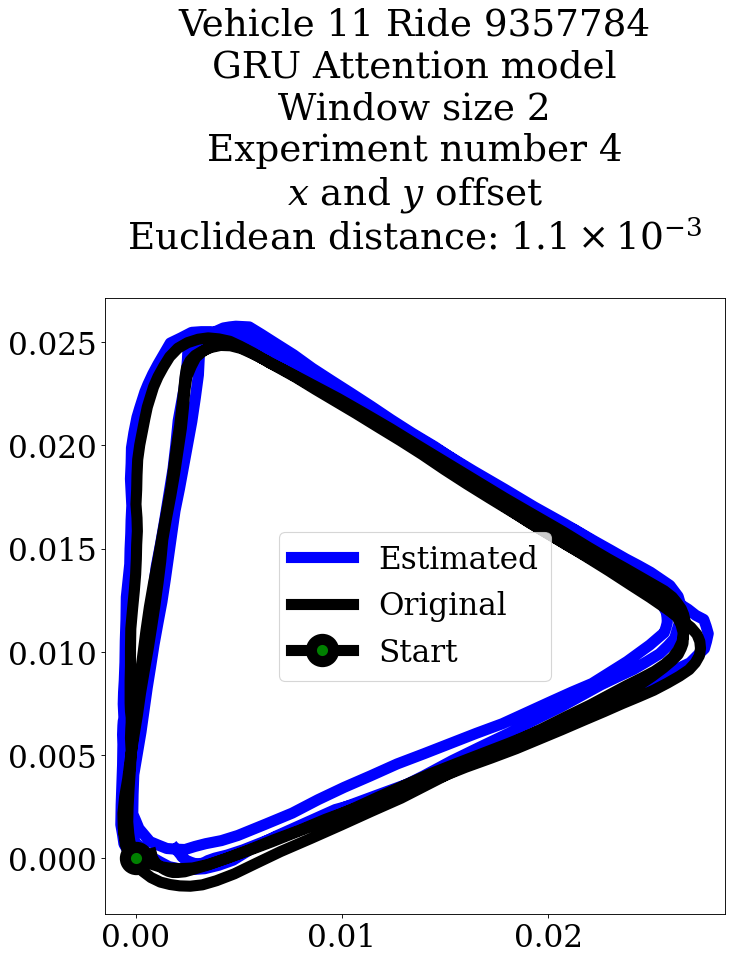 Vehicle 11 Ride 9357784
GRU Attention model
Window size 2
Experiment number 4
x and y offset
Euclidean distance: 1.1 × 10⁻³
0.025
0.020
0.015
0.010
0.005
0.000
Estimated
Original
Start
0.00 0.01 0.02